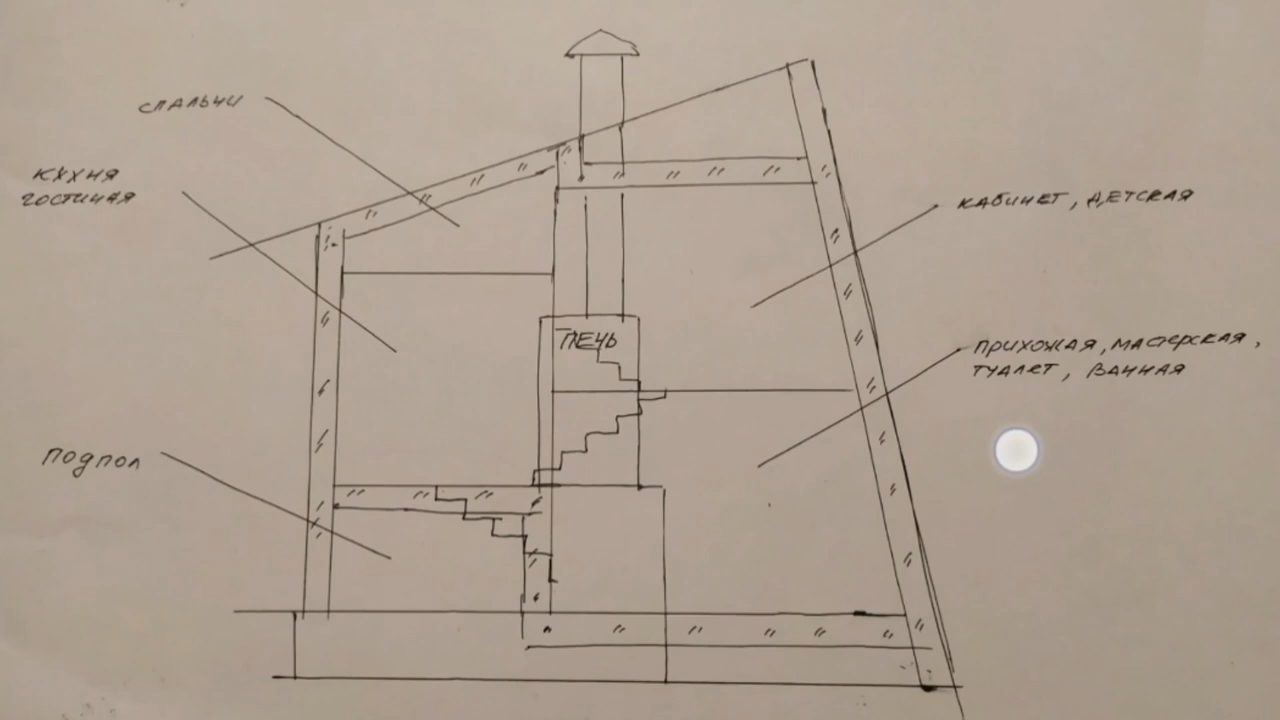 спальни
кухня
гостиная
кабинет, детская
печь
прихожая, мастерская,
туалет, ванная
подпол